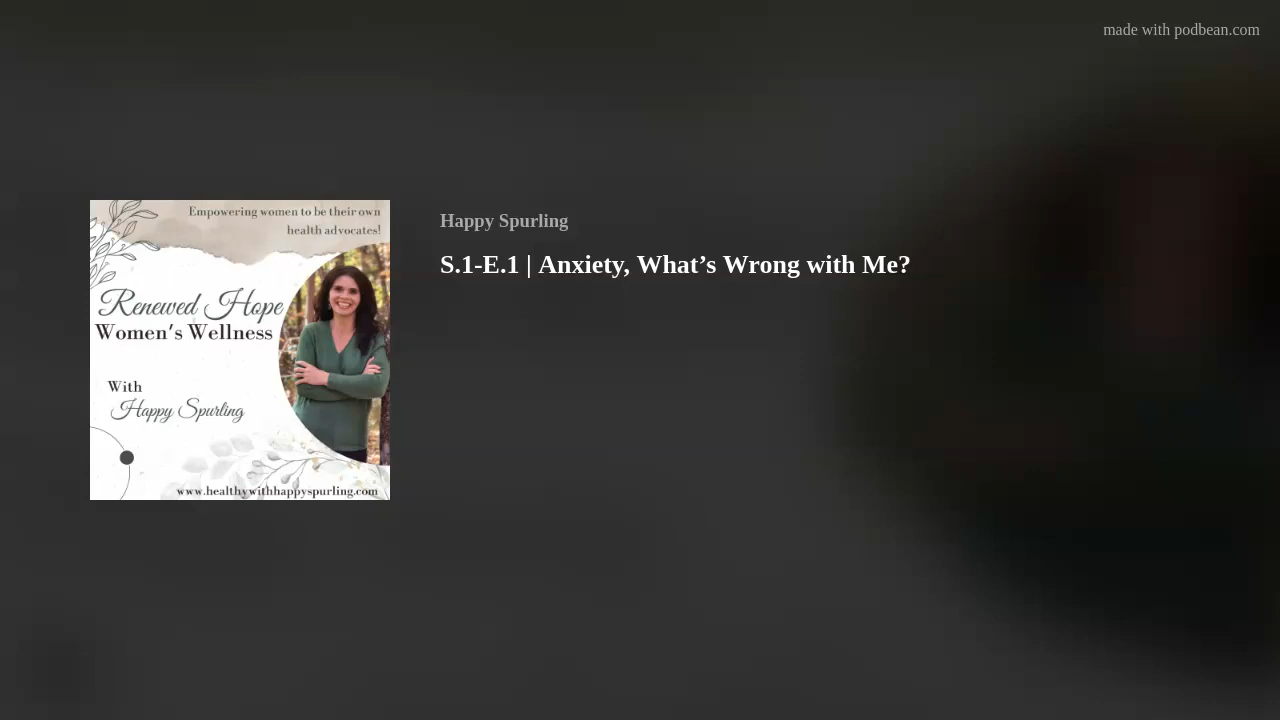 made with podbean.com
Empowering women to be their own
health advocates!
Happy Spurling
S.1-E.1 | Anxiety, What’s Wrong with Me?
Renewed Hope
Women's Wellness
With
Happy Spurling
www.healthywithhappyspurling.com